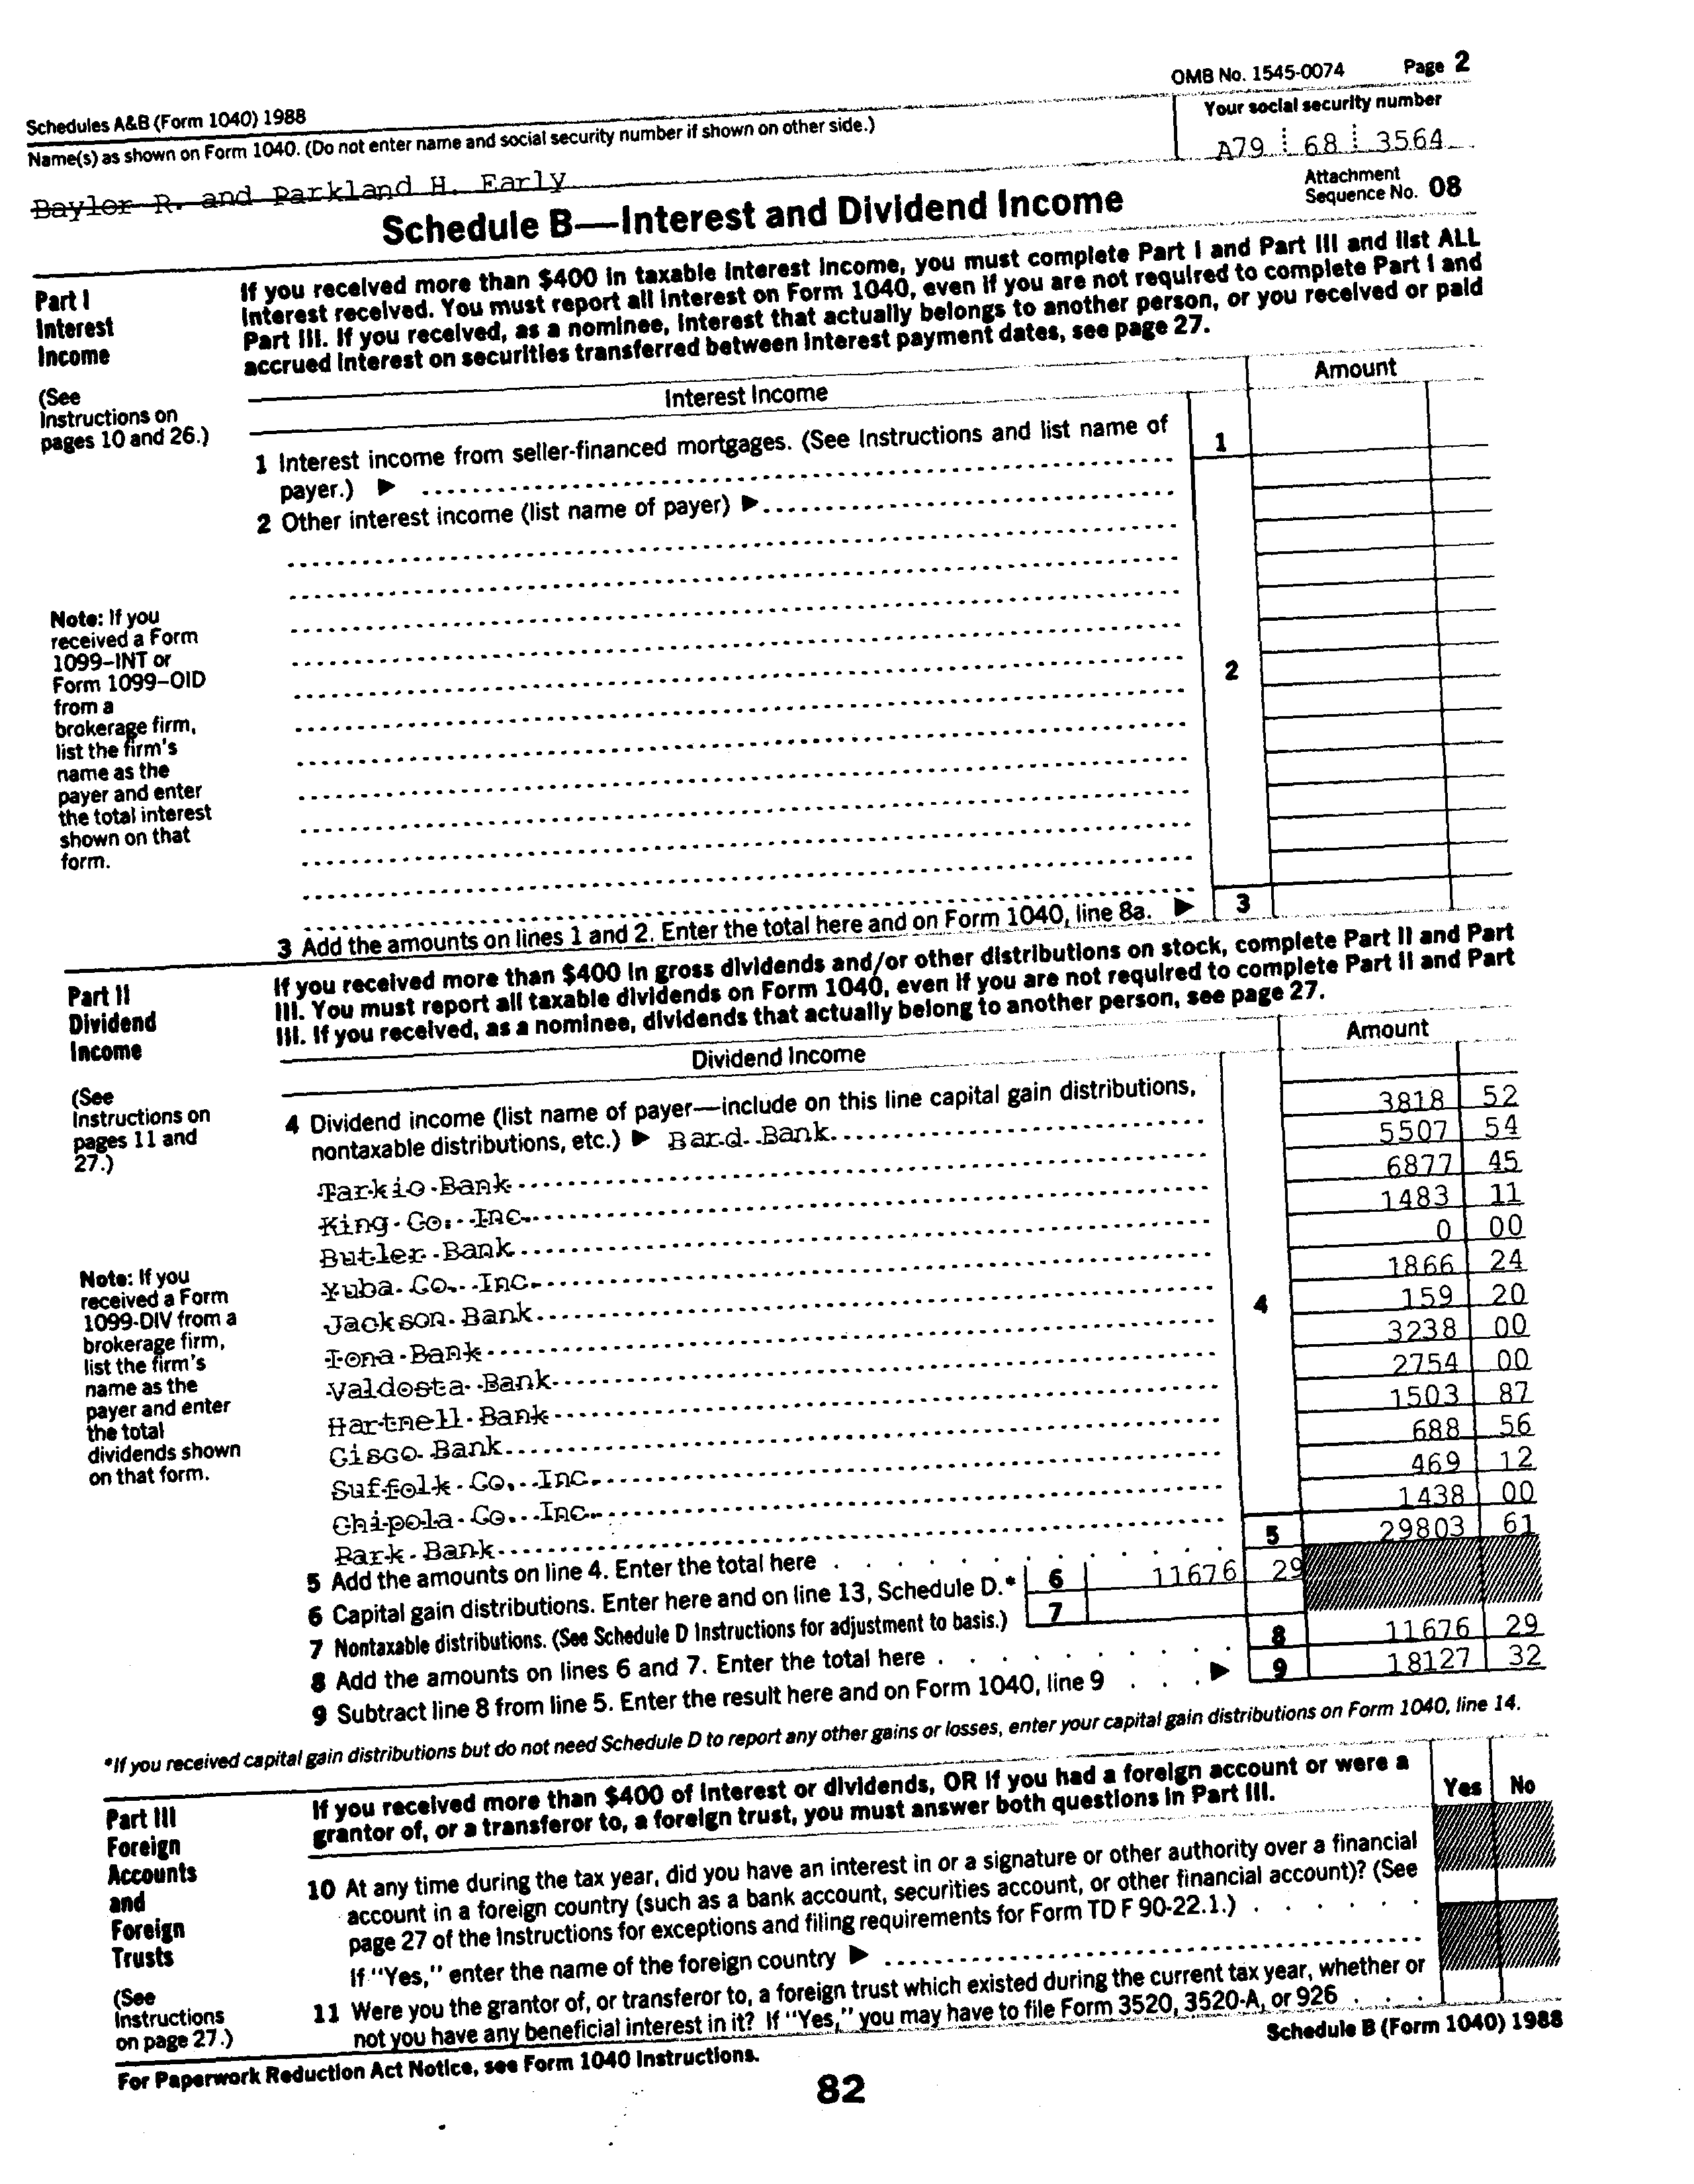 OMB No. 1545-0074 Page 2
Schedules A&B (Form 1040) 1988
Your social security number
Name(s) as shown on Form 1040. (Do not enter name and social security number if shown on other side.)
A79 68 3564
Baylor R. and Parkland H. Early
Attachment
Sequence No. 08
Schedule B—Interest and Dividend Income
Part I
Interest
Income
(See
Instructions on
pages 10 and 26.)
If you received more than $400 in taxable interest income, you must complete Part I and Part III and list ALL
interest received. You must report all interest on Form 1040, even if you are not required to complete Part I and
Part III. If you received, as a nominee, interest that actually belongs to another person, or you received or paid
accrued interest on securities transferred between interest payment dates, see page 27.
Interest Income Amount
1 Interest income from seller-financed mortgages. (See Instructions and list name of
payer.) ▶ 1
2 Other interest income (list name of payer) ▶
2
Note: If you
received a Form
1099–INT or
Form 1099–OID
from a
brokerage firm,
list the firm's
name as the
payer and enter
the total interest
shown on that
form.
3 Add the amounts on lines 1 and 2. Enter the total here and on Form 1040, line 8a. ▶ 3
Part II
Dividend
Income
(See
Instructions on
pages 11 and
27.)
If you received more than $400 in gross dividends and/or other distributions on stock, complete Part II and Part
III. You must report all taxable dividends on Form 1040, even if you are not required to complete Part II and Part
III. If you received, as a nominee, dividends that actually belong to another person, see page 27.
Dividend Income Amount
4 Dividend income (list name of payer—include on this line capital gain distributions,
nontaxable distributions, etc.) ▶ Bard Bank 3818 52
Tarkio Bank 5507 54
King Co. Inc. 6877 45
Butler Bank 1483 11
Yuba Co. Inc. 0 00
Jackson Bank 1866 24
Iona Bank 159 20
Valdosta Bank 3238 00
Hartnell Bank 2754 00
Cisco Bank 1503 87
Suffolk Co. Inc. 688 56
Chipola Co. Inc. 469 12
Park Bank 1438 00
4
Note: If you
received a Form
1099-DIV from a
brokerage firm,
list the firm's
name as the
payer and enter
the total
dividends shown
on that form.
5 Add the amounts on line 4. Enter the total here 5 29803 61
6 Capital gain distributions. Enter here and on line 13, Schedule D.* 6 11676 29
7 Nontaxable distributions. (See Schedule D Instructions for adjustment to basis.) 7
8 Add the amounts on lines 6 and 7. Enter the total here 8 11676 29
9 Subtract line 8 from line 5. Enter the result here and on Form 1040, line 9 ▶ 9 18127 32
*If you received capital gain distributions but do not need Schedule D to report any other gains or losses, enter your capital gain distributions on Form 1040, line 14.
Part III
Foreign
Accounts
and
Foreign
Trusts
(See
Instructions
on page 27.)
If you received more than $400 of interest or dividends, OR if you had a foreign account or were a
grantor of, or a transferor to, a foreign trust, you must answer both questions in Part III.
Yes No
10 At any time during the tax year, did you have an interest in or a signature or other authority over a financial
account in a foreign country (such as a bank account, securities account, or other financial account)? (See
page 27 of the Instructions for exceptions and filing requirements for Form TD F 90-22.1.)
If "Yes," enter the name of the foreign country ▶
11 Were you the grantor of, or transferor to, a foreign trust which existed during the current tax year, whether or
not you have any beneficial interest in it? If "Yes," you may have to file Form 3520, 3520-A, or 926
For Paperwork Reduction Act Notice, see Form 1040 Instructions.
Schedule B (Form 1040) 1988
82